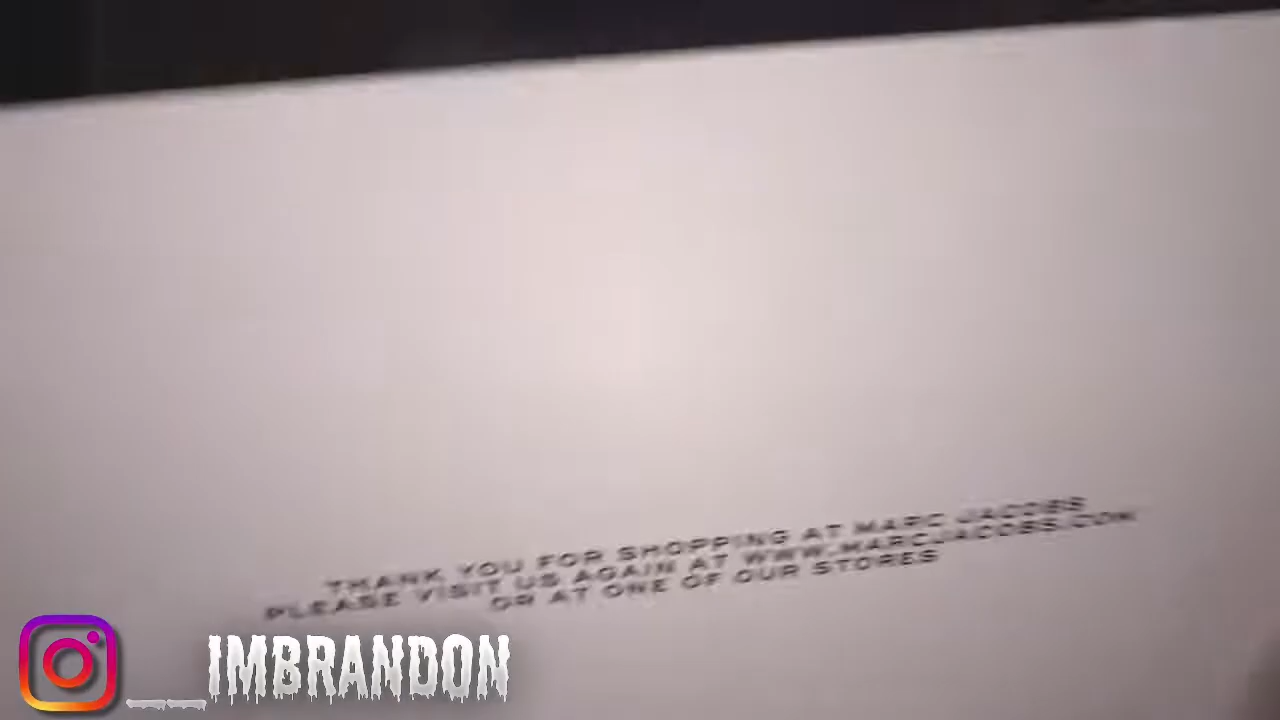 THANK YOU FOR SHOPPING AT MARC JACOBS
PLEASE VISIT US AGAIN AT WWW.MARCJACOBS.COM
OR AT ONE OF OUR STORES
__IMBRANDON